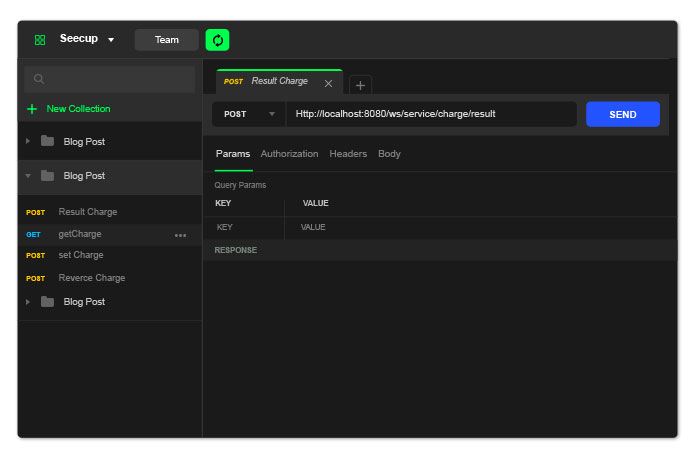 Seecup
Team
New Collection
Blog Post
Blog Post
POST Result Charge
GET getCharge
POST set Charge
POST Reverce Charge
Blog Post
POST Result Charge
POST Http://localhost:8080/ws/service/charge/result SEND
Params Authorization Headers Body
Query Params
KEY VALUE
KEY VALUE
RESPONSE